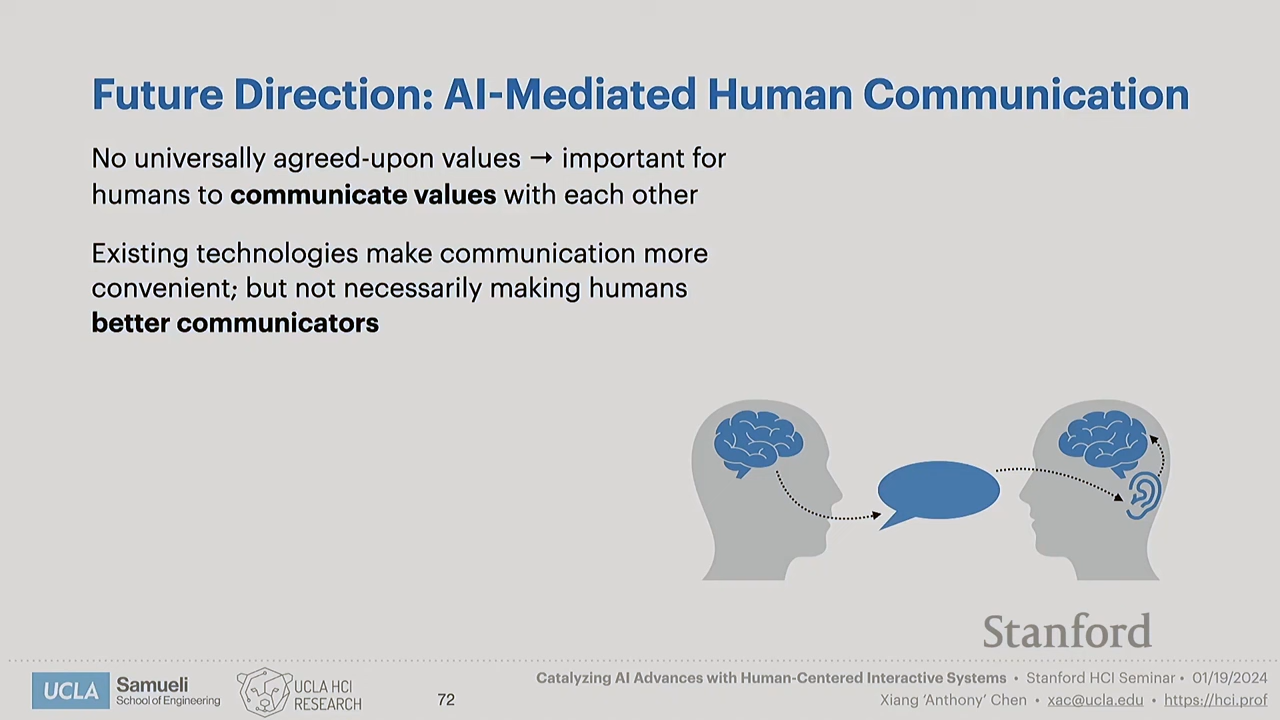 Future Direction: AI-Mediated Human Communication
No universally agreed-upon values → important for
humans to communicate values with each other
Existing technologies make communication more
convenient; but not necessarily making humans
better communicators
Stanford
UCLA Samueli
School of Engineering
UCLA HCI
RESEARCH
72
Catalyzing AI Advances with Human-Centered Interactive Systems • Stanford HCI Seminar • 01/19/2024
Xiang 'Anthony' Chen • xac@ucla.edu • https://hci.prof